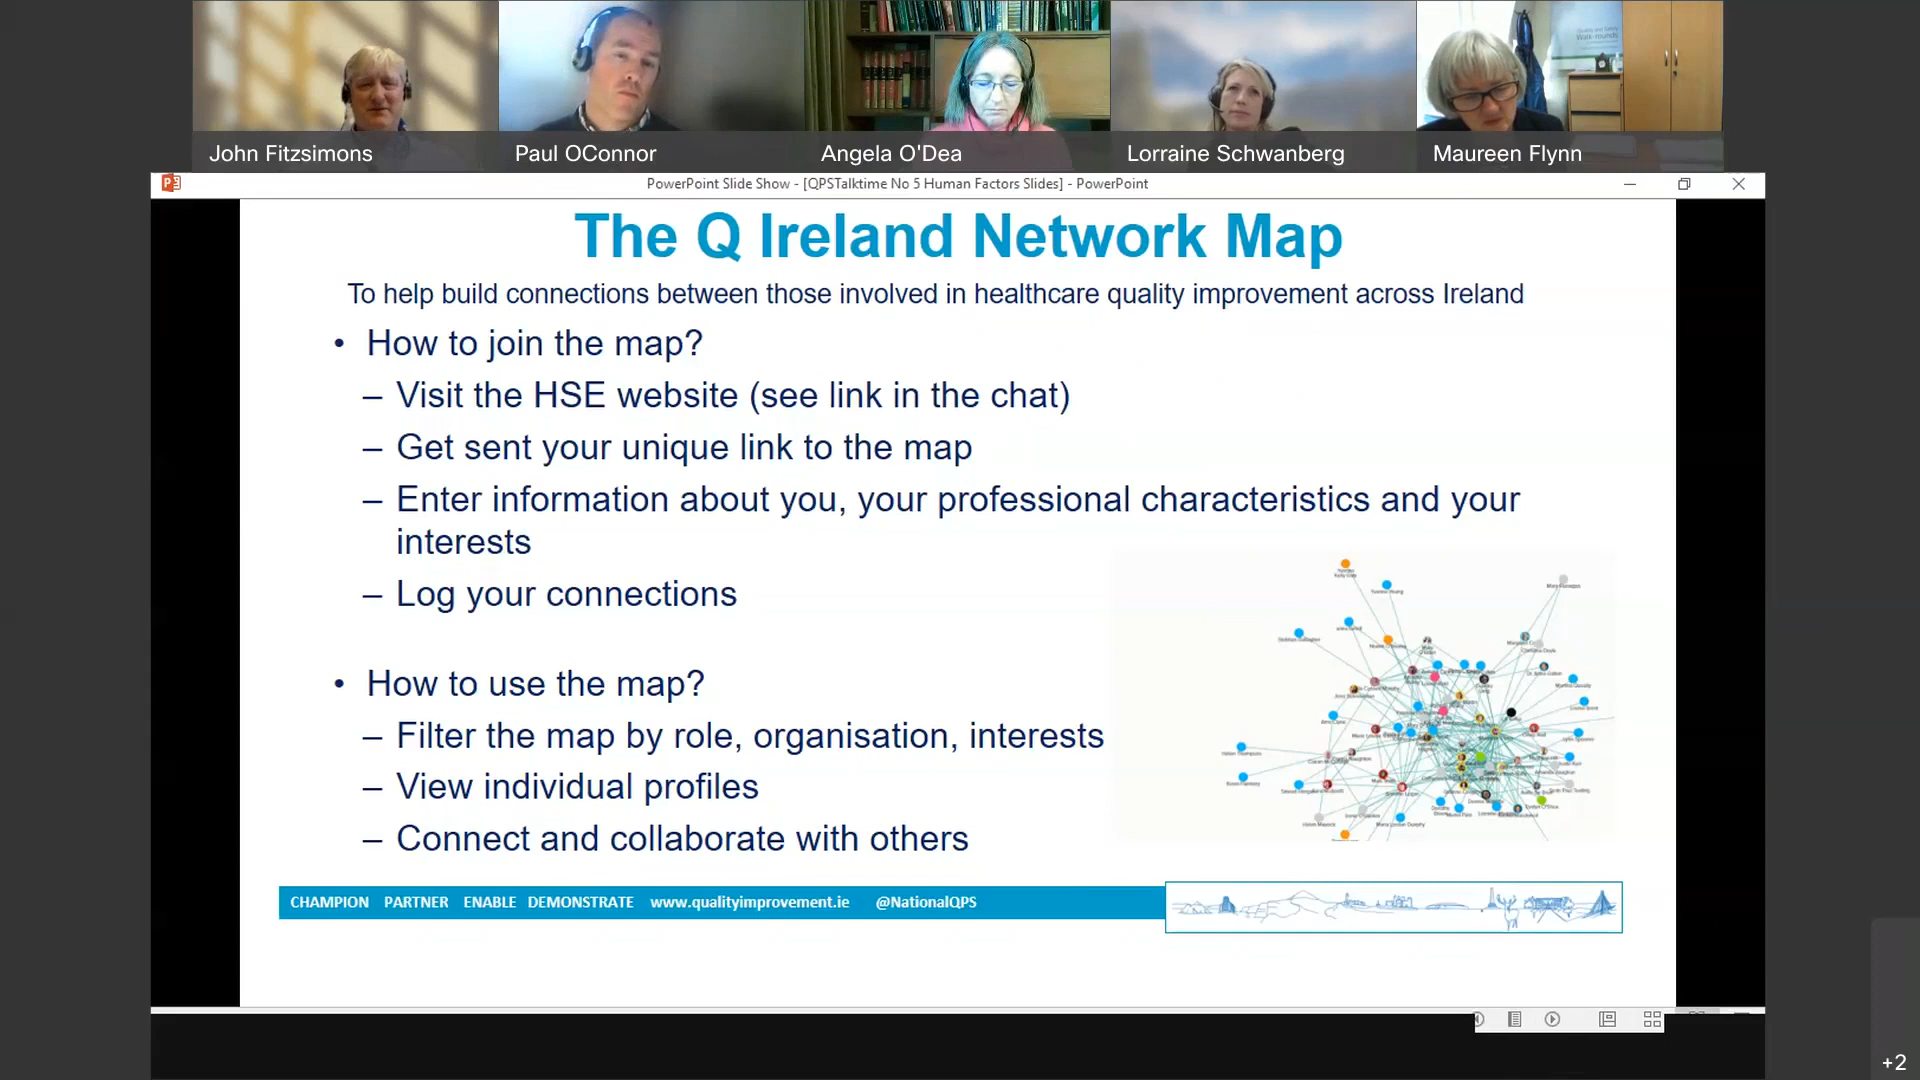 John Fitzsimons
Paul OConnor
Angela O'Dea
Lorraine Schwanberg
Maureen Flynn
PowerPoint Slide Show - [QPSTalktime No 5 Human Factors Slides] - PowerPoint
The Q Ireland Network Map
To help build connections between those involved in healthcare quality improvement across Ireland
• How to join the map?
– Visit the HSE website (see link in the chat)
– Get sent your unique link to the map
– Enter information about you, your professional characteristics and your
interests
– Log your connections
• How to use the map?
– Filter the map by role, organisation, interests
– View individual profiles
– Connect and collaborate with others
CHAMPION PARTNER ENABLE DEMONSTRATE www.qualityimprovement.ie @NationalQPS
+2